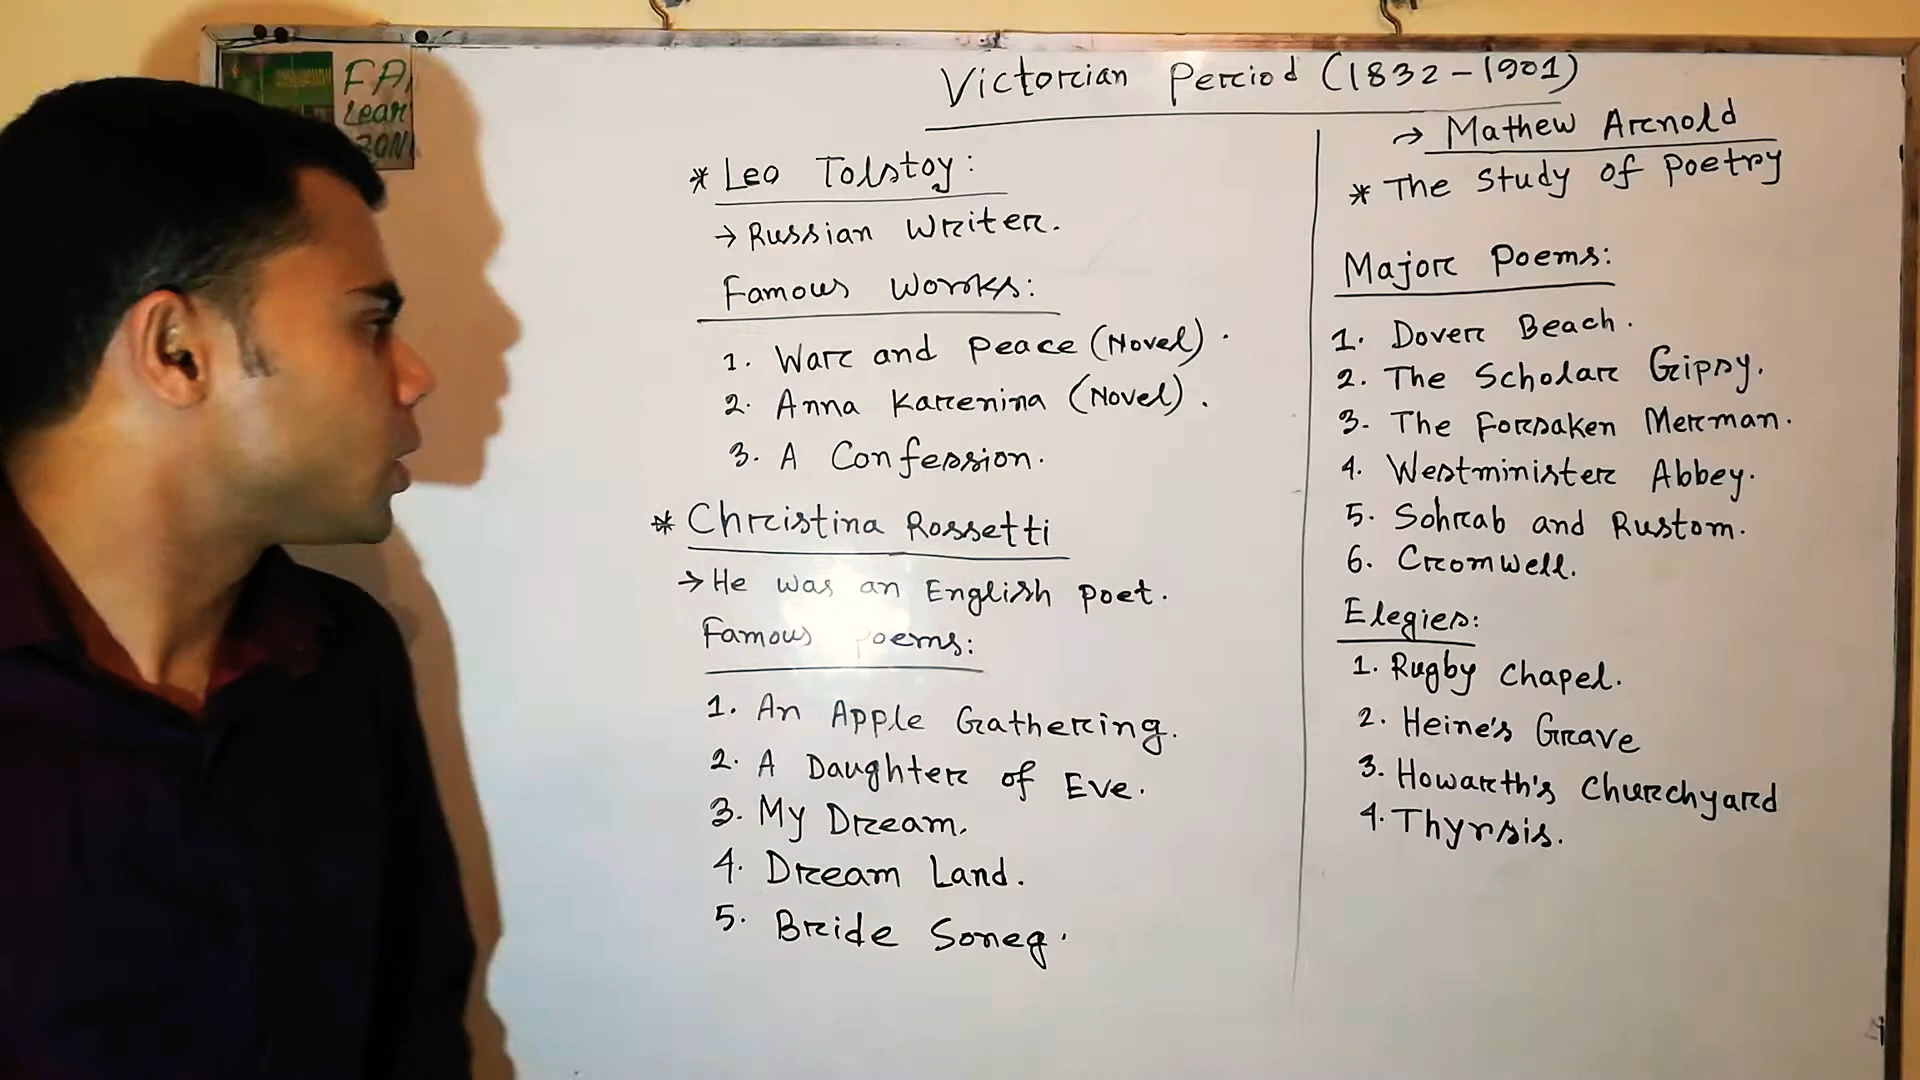 FA
Lear
ZON
Victorian Period (1832-1901)
* Leo Tolstoy:
→ Russian Writer.
Famous Works:
1. War and Peace (Novel).
2. Anna Karenina (Novel).
3. A Confession.
* Christina Rossetti
→ He was an English poet.
Famous poems:
1. An Apple Gathering.
2. A Daughter of Eve.
3. My Dream.
4. Dream Land.
5. Bride Soneg.
→ Mathew Arnold
* The Study of Poetry
Major Poems:
1. Dover Beach.
2. The Scholar Gipsy.
3. The Forsaken Merman.
4. Westminister Abbey.
5. Sohrab and Rustom.
6. Cromwell.
Elegies:
1. Rugby Chapel.
2. Heine's Grave
3. Howarth's Churchyard
4. Thyrsis.